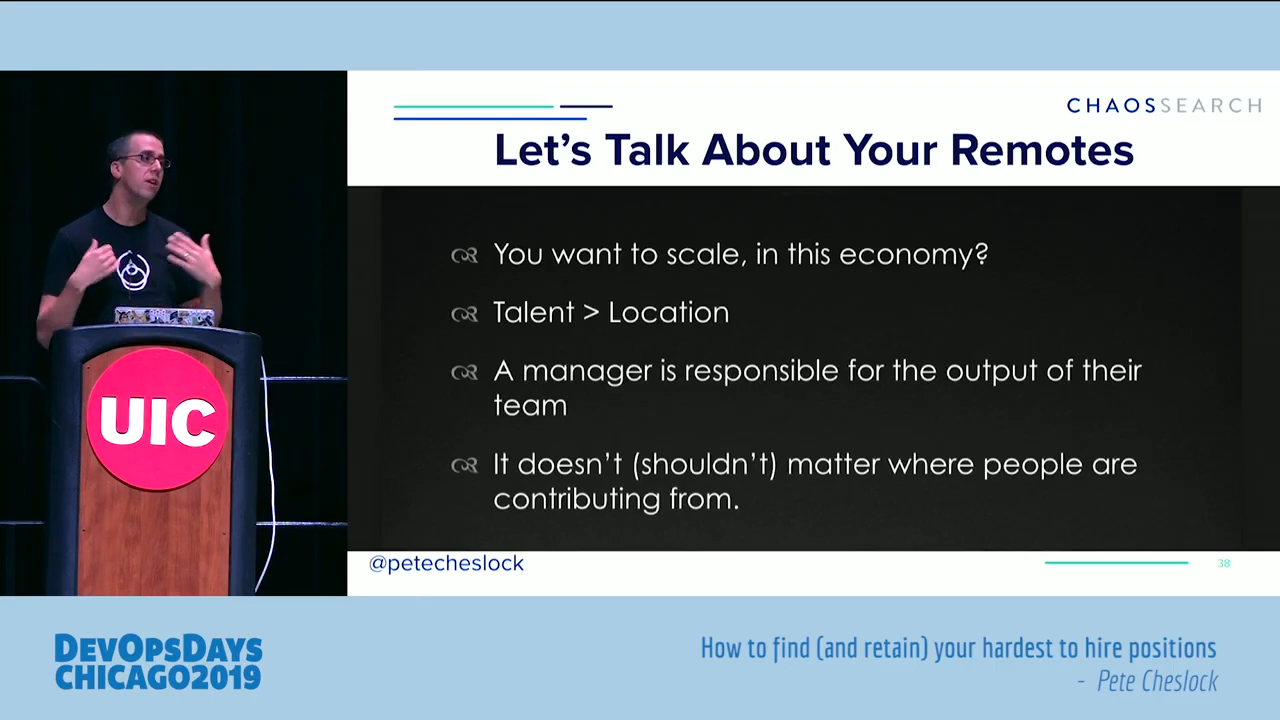 CHAOSSEARCH
Let's Talk About Your Remotes
You want to scale, in this economy?
Talent > Location
A manager is responsible for the output of their
team
It doesn't (shouldn't) matter where people are
contributing from.
UIC
@petecheslock
38
DEVOPSDAYS
CHICAGO2019
How to find (and retain) your hardest to hire positions
- Pete Cheslock